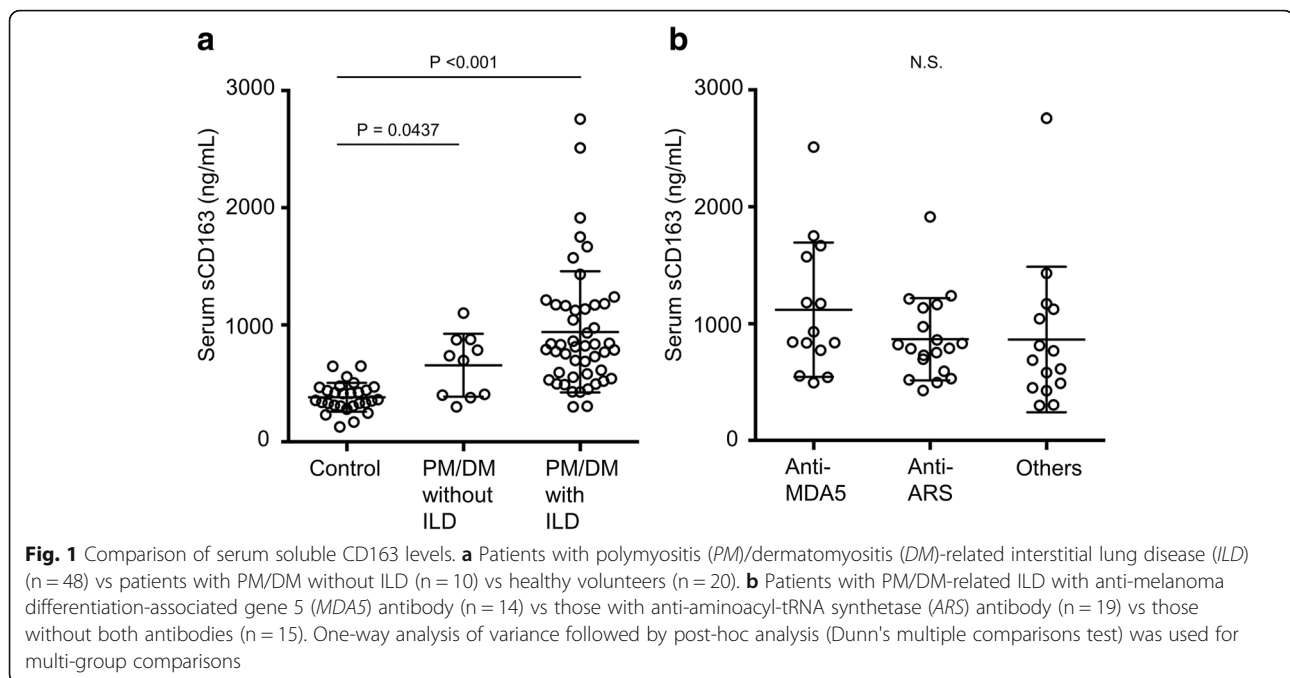 a
P <0.001
P = 0.0437
Serum sCD163 (ng/mL)
3000
2000
1000
0
Control
PM/DM
without
ILD
PM/DM
with
ILD
b
N.S.
Serum sCD163 (ng/mL)
3000
2000
1000
0
Anti-
MDA5
Anti-
ARS
Others
Fig. 1 Comparison of serum soluble CD163 levels. a Patients with polymyositis (PM)/dermatomyositis (DM)-related interstitial lung disease (ILD)
(n = 48) vs patients with PM/DM without ILD (n = 10) vs healthy volunteers (n = 20). b Patients with PM/DM-related ILD with anti-melanoma
differentiation-associated gene 5 (MDA5) antibody (n = 14) vs those with anti-aminoacyl-tRNA synthetase (ARS) antibody (n = 19) vs those
without both antibodies (n = 15). One-way analysis of variance followed by post-hoc analysis (Dunn's multiple comparisons test) was used for
multi-group comparisons